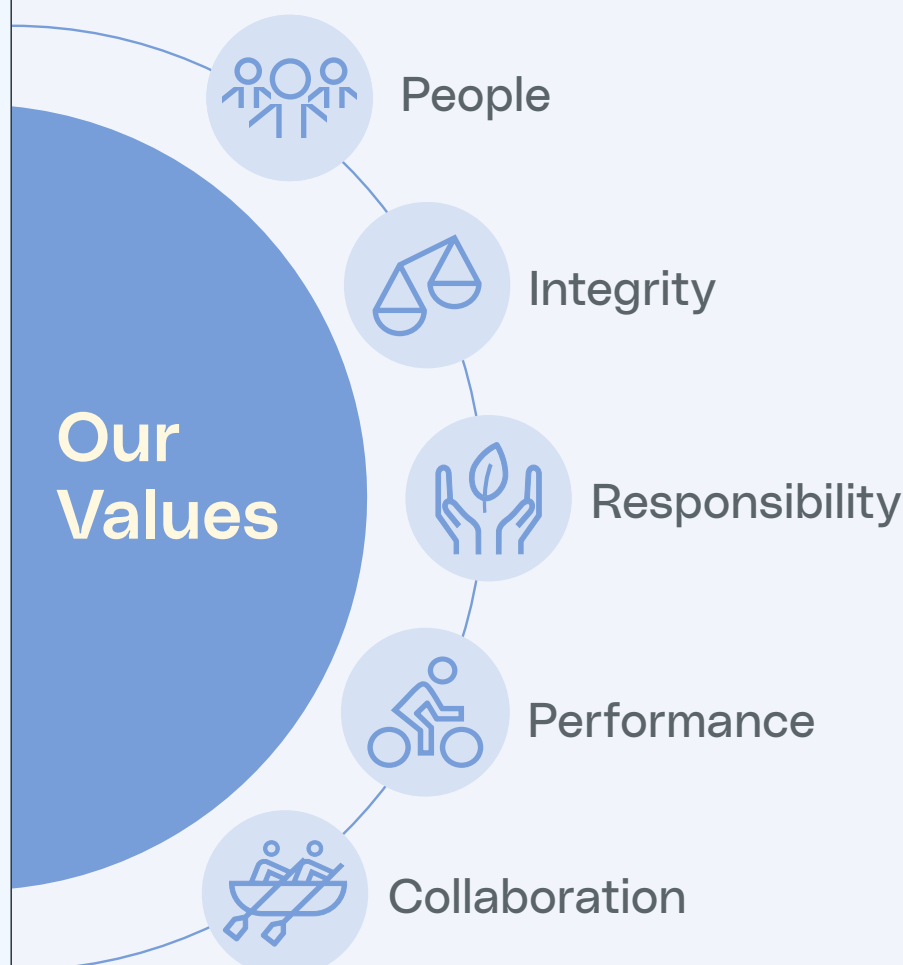 Our
Values
People
Integrity
Responsibility
Performance
Collaboration